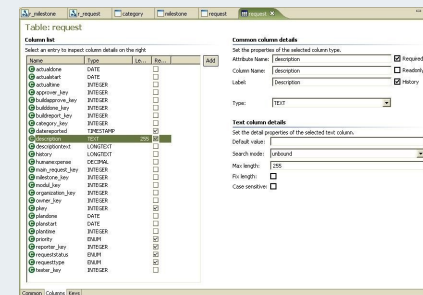 r_milestone r_request category milestone request request
Table: request
Column list
Select an entry to inspect column details on the right
Name Type Le... Re...
Add
actualdone DATE
actualstart DATE
actualtime INTEGER
approver_key INTEGER
buildapprove_key INTEGER
builddone_key INTEGER
buildreport_key INTEGER
category_key INTEGER
datereported TIMESTAMP
description TEXT 255
descriptiontext LONGTEXT
history LONGTEXT
humanexpense DECIMAL
main_request_key INTEGER
milestone_key INTEGER
modul_key INTEGER
organization_key INTEGER
owner_key INTEGER
pkey INTEGER
plandone DATE
planstart DATE
plantime INTEGER
priority ENUM
reporter_key INTEGER
requeststatus ENUM
requesttype ENUM
tester_key INTEGER
Common Columns Keys
Common column details
Set the properties of the selected column type.
Attribute Name: description Required
Column Name: description Readonly
Label: Description History
Type: TEXT
Text column details
Set the detail properties of the selected text column.
Default value:
Search mode: unbound
Max length: 255
Fix length:
Case sensitive: